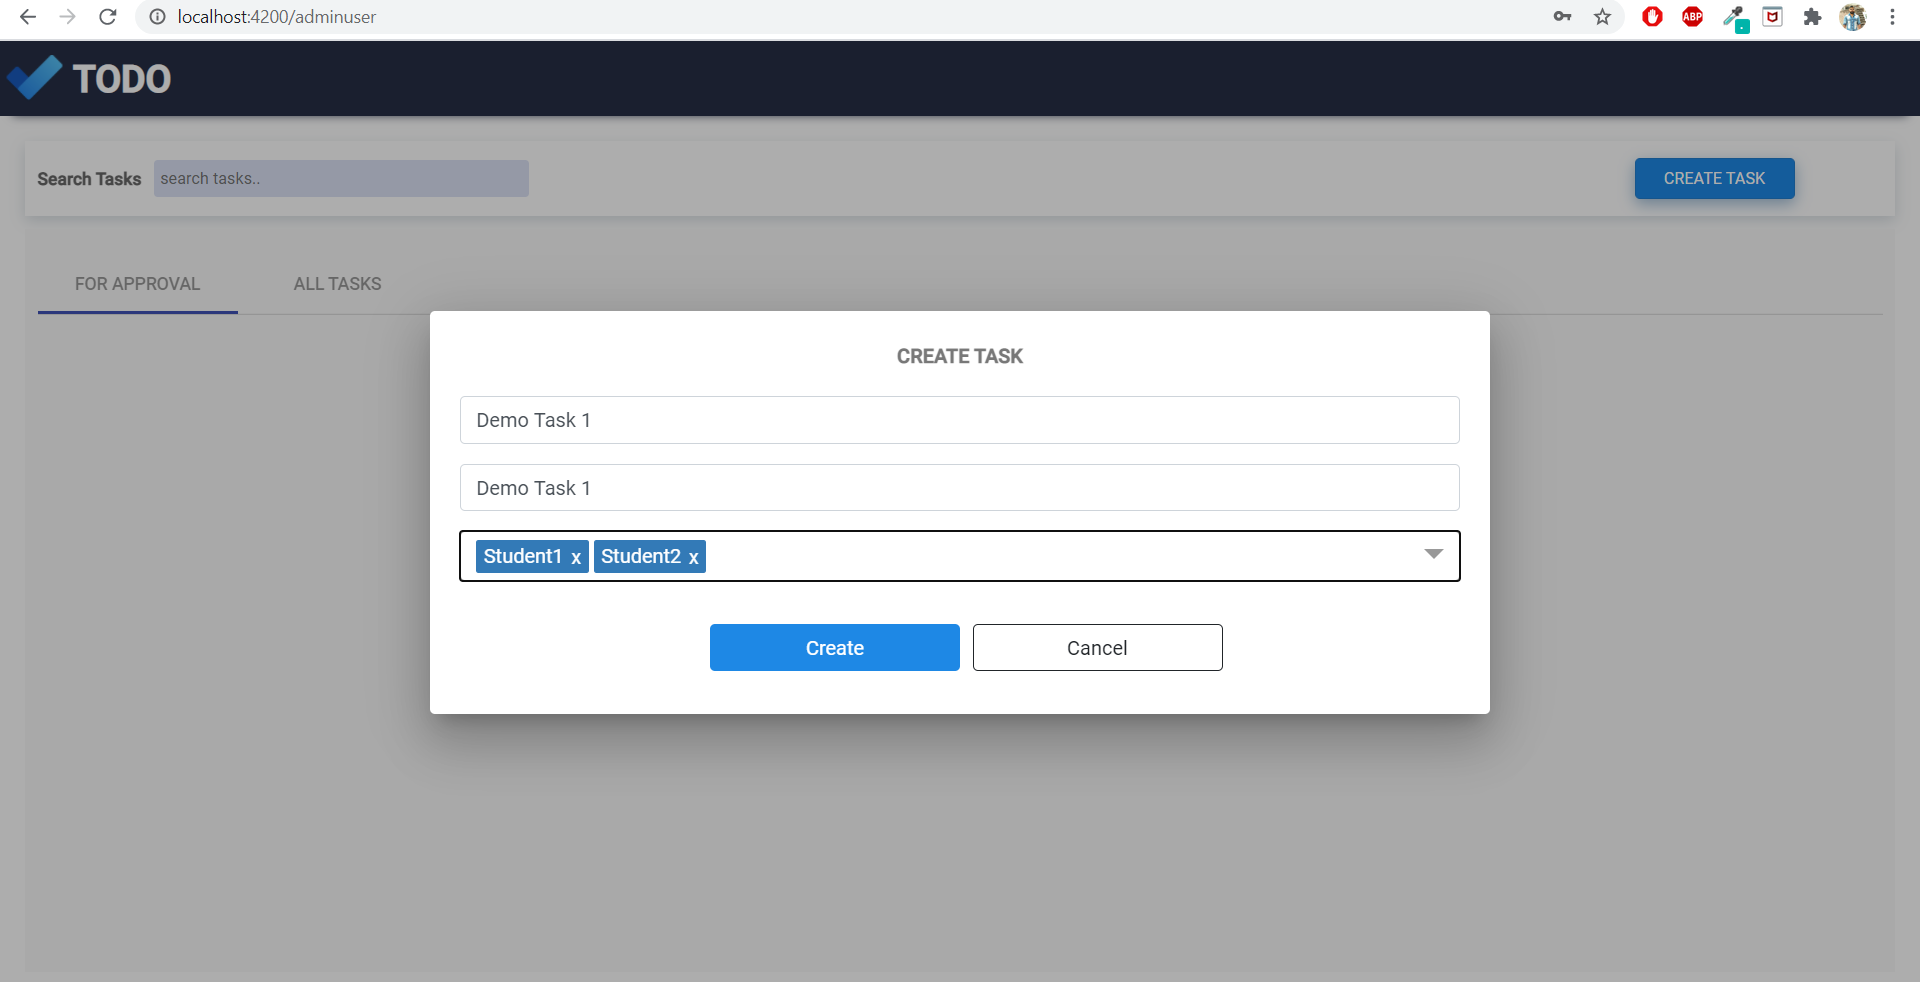 localhost:4200/adminuser
ABP
TODO
Search Tasks search tasks.. CREATE TASK
FOR APPROVAL ALL TASKS
CREATE TASK
Demo Task 1
Demo Task 1
Student1 x Student2 x
Create Cancel